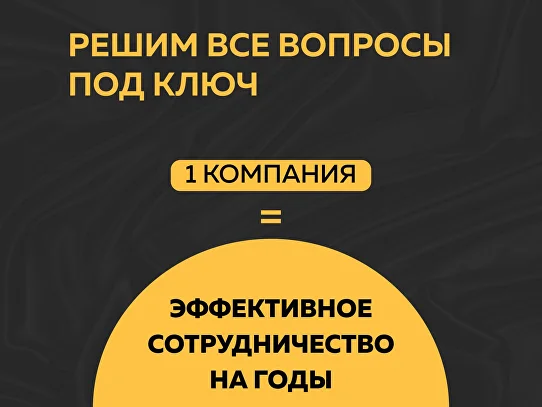 РЕШИМ ВСЕ ВОПРОСЫ
ПОД КЛЮЧ
1 КОМПАНИЯ
=
ЭФФЕКТИВНОЕ
СОТРУДНИЧЕСТВО
НА ГОДЫ